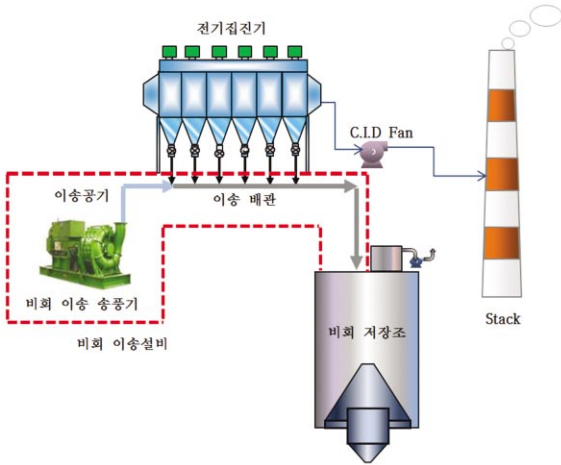 전기집진기
C.I.D Fan
이송공기
이송 배관
비회 이송 송풍기
비회 이송설비
비회 저장조
Stack